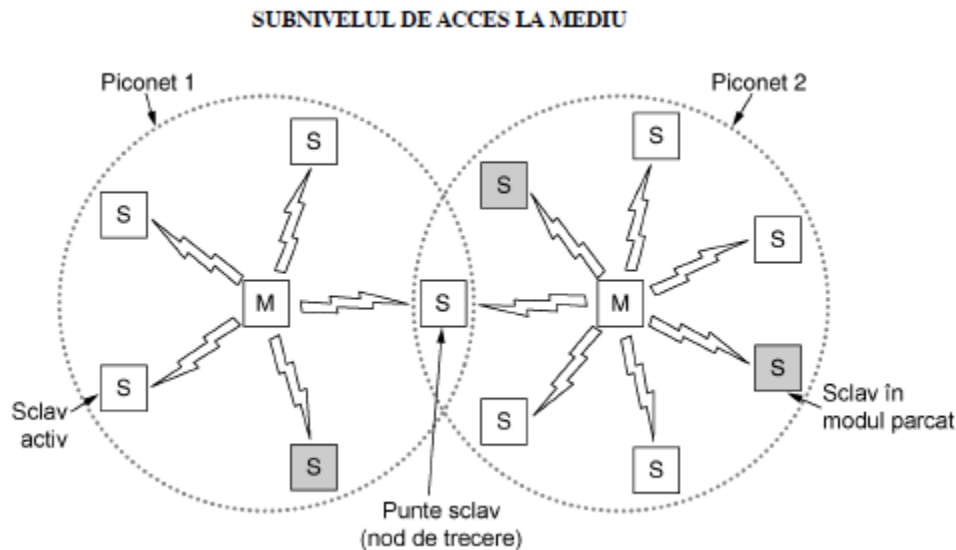 SUBNIVELUL DE ACCES LA MEDIU
Piconet 1
Piconet 2
S
S
S
S
S
S
M
S
M
S
S
S
S
S
Sclav
activ
Sclav în
modul parcat
Punte sclav
(nod de trecere)